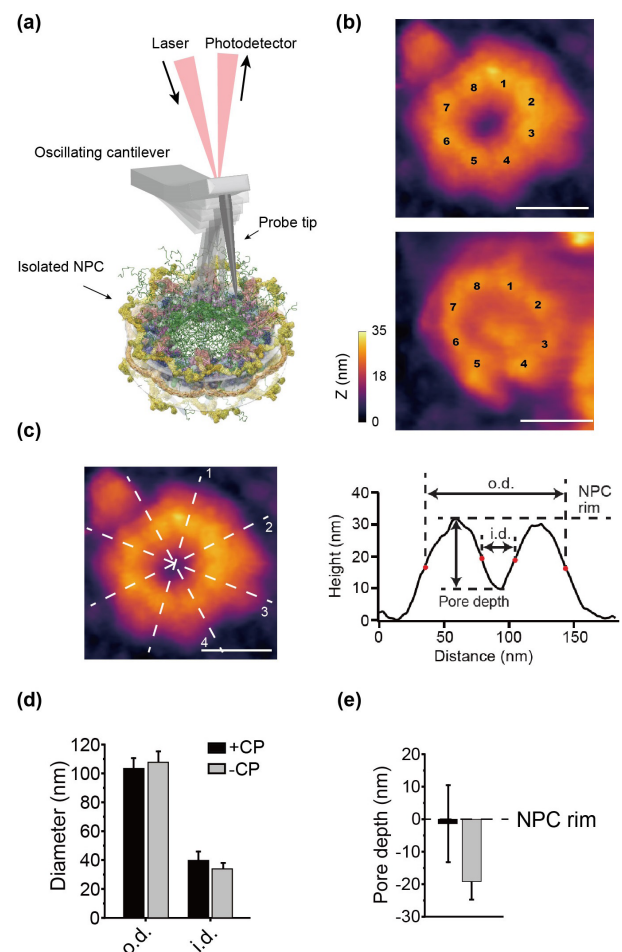 (a)
Laser
Photodetector
Oscillating cantilever
Probe tip
Isolated NPC
(b)
1
2
3
4
5
6
7
8
1
2
3
4
5
6
7
8
35
18
0
Z (nm)
(c)
1
2
3
4
o.d.
NPC
rim
i.d.
Pore depth
40
30
20
10
0
Height (nm)
0
50
100
150
Distance (nm)
(d)
120
100
80
60
40
20
0
Diameter (nm)
+CP
-CP
o.d.
i.d.
(e)
20
10
0
-10
-20
-30
Pore depth (nm)
NPC rim